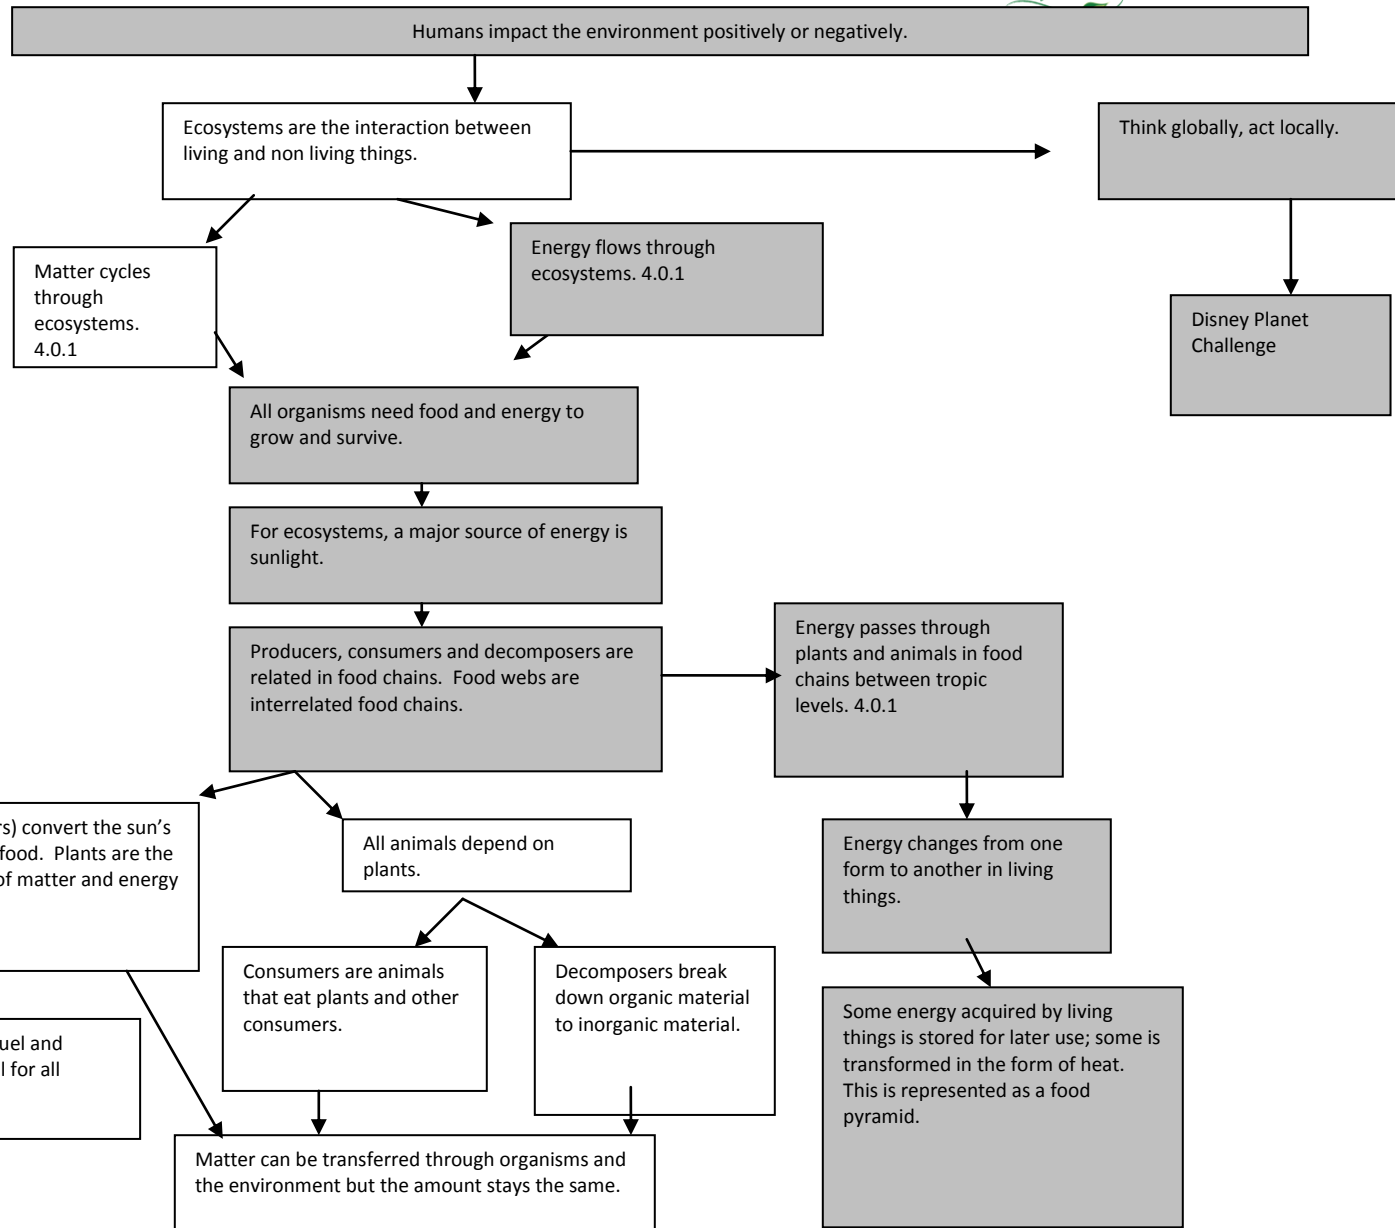 Humans impact the environment positively or negatively.
Ecosystems are the interaction between
living and non living things.
Think globally, act locally.
Energy flows through
ecosystems. 4.0.1
Matter cycles
through
ecosystems.
4.0.1
Disney Planet
Challenge
All organisms need food and energy to
grow and survive.
For ecosystems, a major source of energy is
sunlight.
Producers, consumers and decomposers are
related in food chains.  Food webs are
interrelated food chains.
Energy passes through
plants and animals in food
chains between tropic
levels. 4.0.1
rs) convert the sun’s
food.  Plants are the
of matter and energy
All animals depend on
plants.
Energy changes from one
form to another in living
things.
Consumers are animals
that eat plants and other
consumers.
Decomposers break
down organic material
to inorganic material.
Some energy acquired by living
things is stored for later use; some is
transformed in the form of heat.
This is represented as a food
pyramid.
uel and
l for all
Matter can be transferred through organisms and
the environment but the amount stays the same.